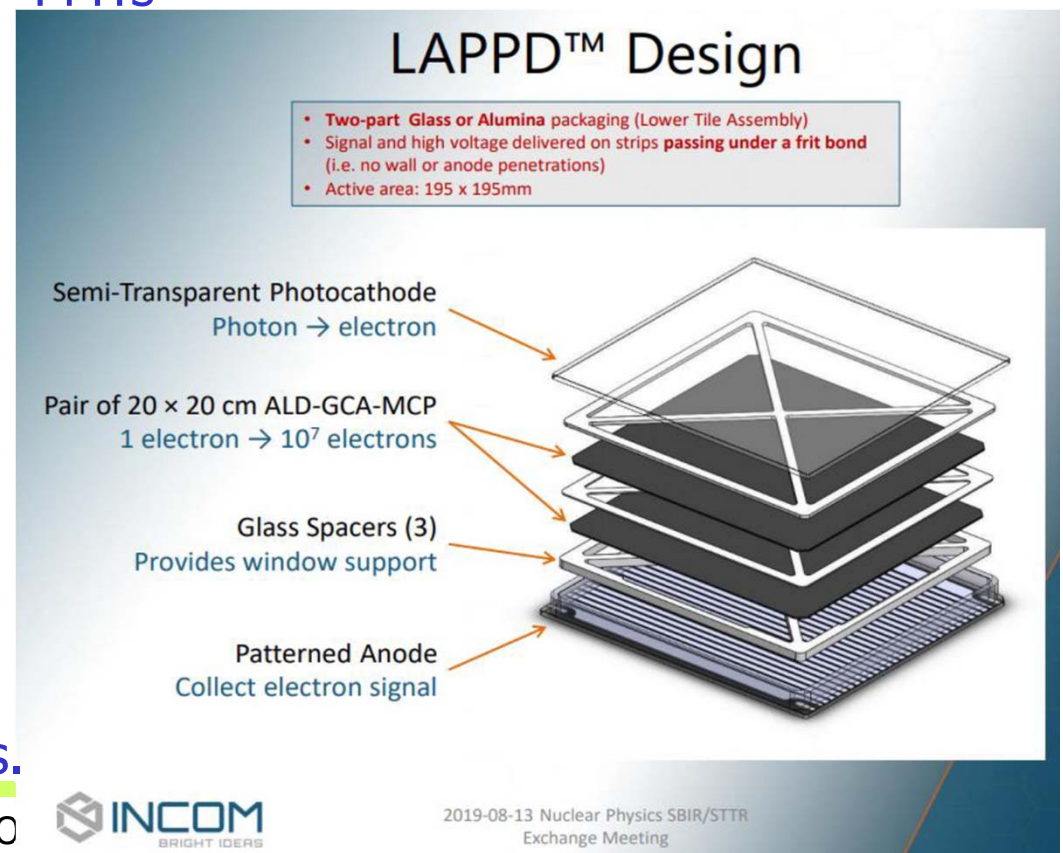 LAPPD™ Design
• Two-part Glass or Alumina packaging (Lower Tile Assembly)
• Signal and high voltage delivered on strips passing under a frit bond
(i.e. no wall or anode penetrations)
• Active area: 195 x 195mm
Semi-Transparent Photocathode
Photon → electron
Pair of 20 × 20 cm ALD-GCA-MCP
1 electron → 10⁷ electrons
Glass Spacers (3)
Provides window support
Patterned Anode
Collect electron signal
s.
INCOM
BRIGHT IDEAS
2019-08-13 Nuclear Physics SBIR/STTR
Exchange Meeting